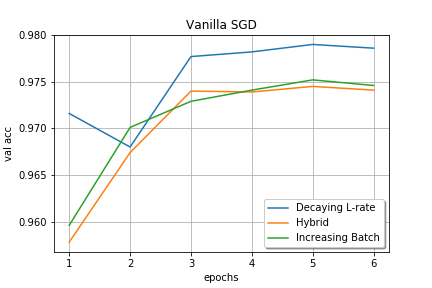 Vanilla SGD
0.980
0.975
0.970
0.965
0.960
val acc
1 2 3 4 5 6
epochs
Decaying L-rate
Hybrid
Increasing Batch